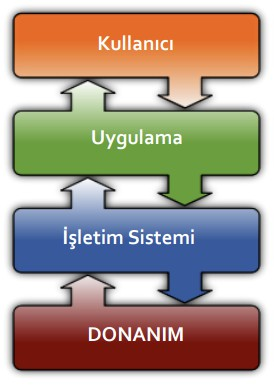 Kullanıcı
Uygulama
İşletim Sistemi
DONANIM